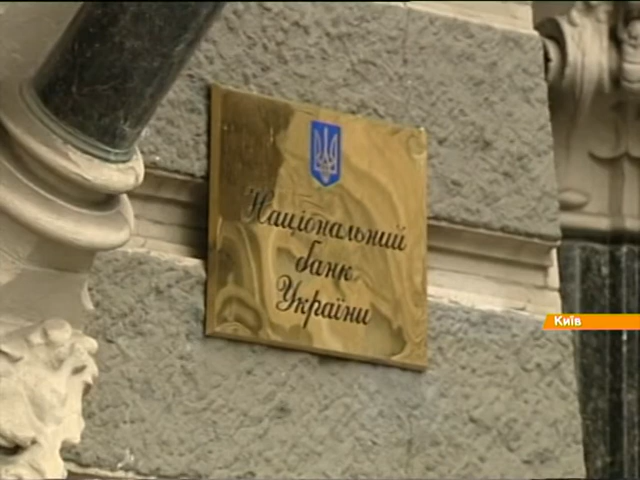 Національний
банк
України
Київ